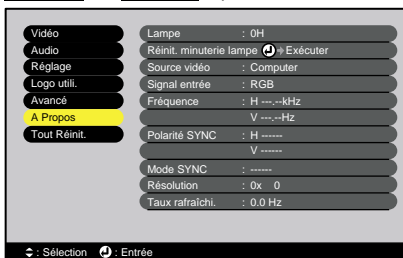 Vidéo
Audio
Réglage
Logo utili.
Avancé
A Propos
Tout Réinit.
Lampe : 0H
Réinit. minuterie lampe Exécuter
Source vidéo : Computer
Signal entrée : RGB
Fréquence : H ---.--kHz
V ---.--Hz
Polarité SYNC : H ------
V ------
Mode SYNC : ------
Résolution : 0x 0
Taux rafraîchi. : 0.0 Hz
: Sélection : Entrée